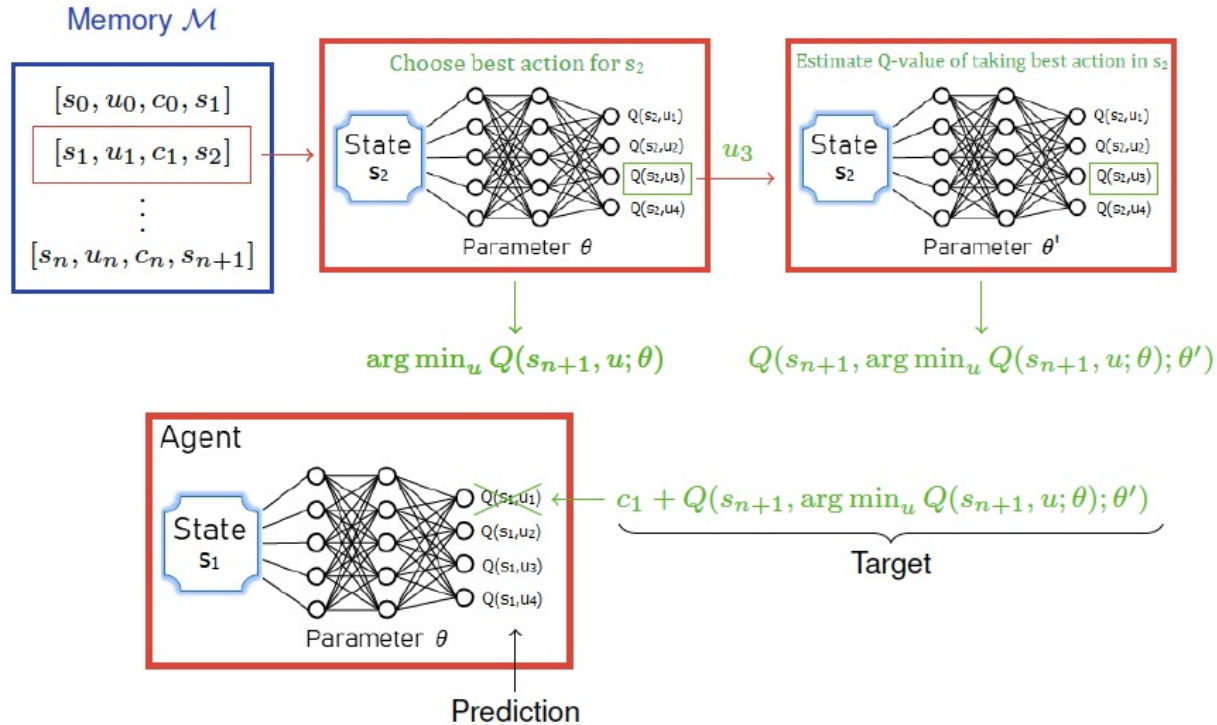 Memory ℳ
[s₀, u₀, c₀, s₁]
[s₁, u₁, c₁, s₂]
⋮
[sₙ, uₙ, cₙ, sₙ₊₁]
Choose best action for s₂
State
s₂
Q(s₂,u₁)
Q(s₂,u₂)
Q(s₂,u₃)
Q(s₂,u₄)
Parameter θ
u₃
Estimate Q-value of taking best action in s₂
State
s₂
Q(s₂,u₁)
Q(s₂,u₂)
Q(s₂,u₃)
Q(s₂,u₄)
Parameter θ'
arg minᵤ Q(sₙ₊₁, u; θ)
Q(sₙ₊₁, arg minᵤ Q(sₙ₊₁, u; θ); θ′)
Agent
State
s₁
Q(s₁,u₁)
Q(s₁,u₂)
Q(s₁,u₃)
Q(s₁,u₄)
Parameter θ
c₁ + Q(sₙ₊₁, arg minᵤ Q(sₙ₊₁, u; θ); θ′)
Target
Prediction